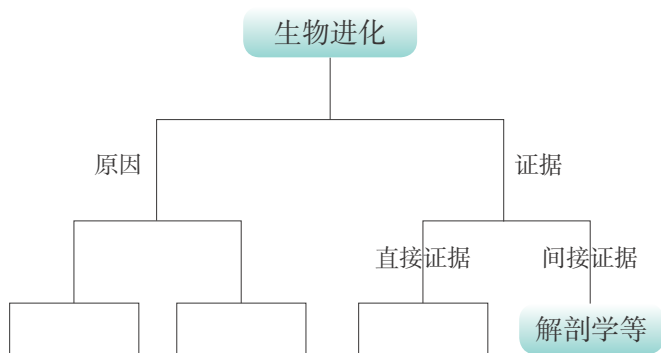 生物进化
原因
证据
直接证据
间接证据
解剖学等